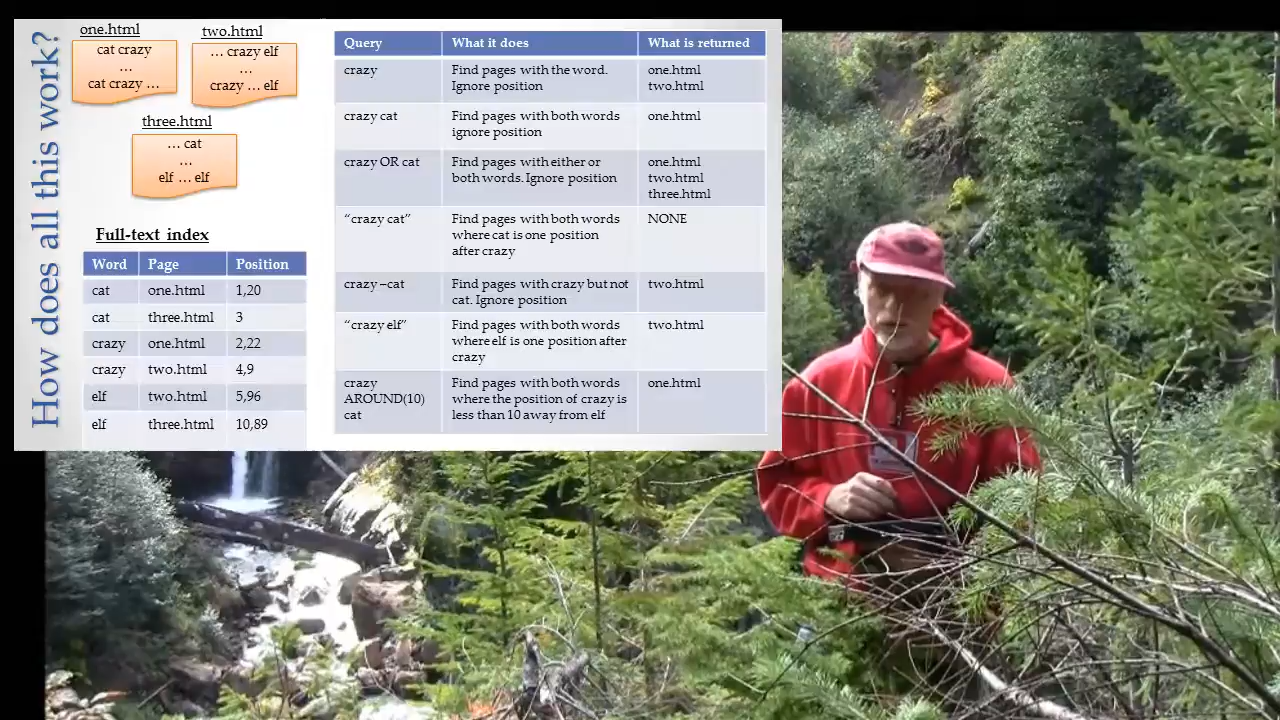 How does all this work?
one.html
cat crazy
…
cat crazy …
two.html
… crazy elf
…
crazy … elf
three.html
… cat
…
elf … elf
Full-text index
Word Page Position
cat one.html 1,20
cat three.html 3
crazy one.html 2,22
crazy two.html 4,9
elf two.html 5,96
elf three.html 10,89
Query What it does What is returned
crazy
Find pages with the word.
Ignore position
one.html
two.html
crazy cat
Find pages with both words
ignore position
one.html
crazy OR cat
Find pages with either or
both words. Ignore position
one.html
two.html
three.html
“crazy cat”
Find pages with both words
where cat is one position
after crazy
NONE
crazy –cat
Find pages with crazy but not
cat. Ignore position
two.html
“crazy elf”
Find pages with both words
where elf is one position after
crazy
two.html
crazy
AROUND(10)
cat
Find pages with both words
where the position of crazy is
less than 10 away from elf
one.html